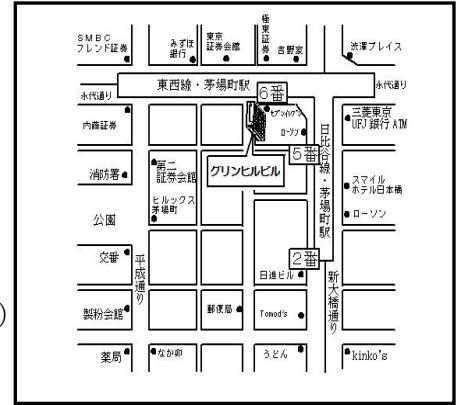 SMBC
フレンド証券
みずほ
銀行
東京
証券会館
極東証券
吉野家
渋澤プレイス
東西線・茅場町駅
永代通り
永代通り
6番
内藤証券
セブンイレブン
ローソン
三菱東京
UFJ銀行ATM
5番
日比谷線・茅場町駅
消防署
第二
証券会館
グリンヒルビル
スマイル
ホテル日本橋
ヒルックス
茅場町
ローソン
公園
交番
平成通り
2番
日進ビル
新大橋通り
製粉会館
郵便局
Tomod's
薬局
なか卯
うどん
kinko's
)